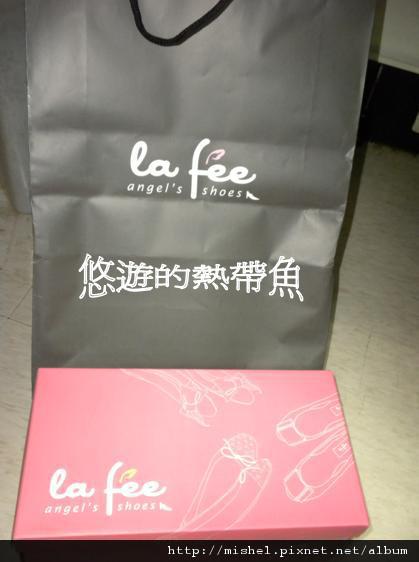 la fée
angel's shoes
悠遊的熱帶魚
la fée
angel's shoes
http://mishel.pixnet.net/album